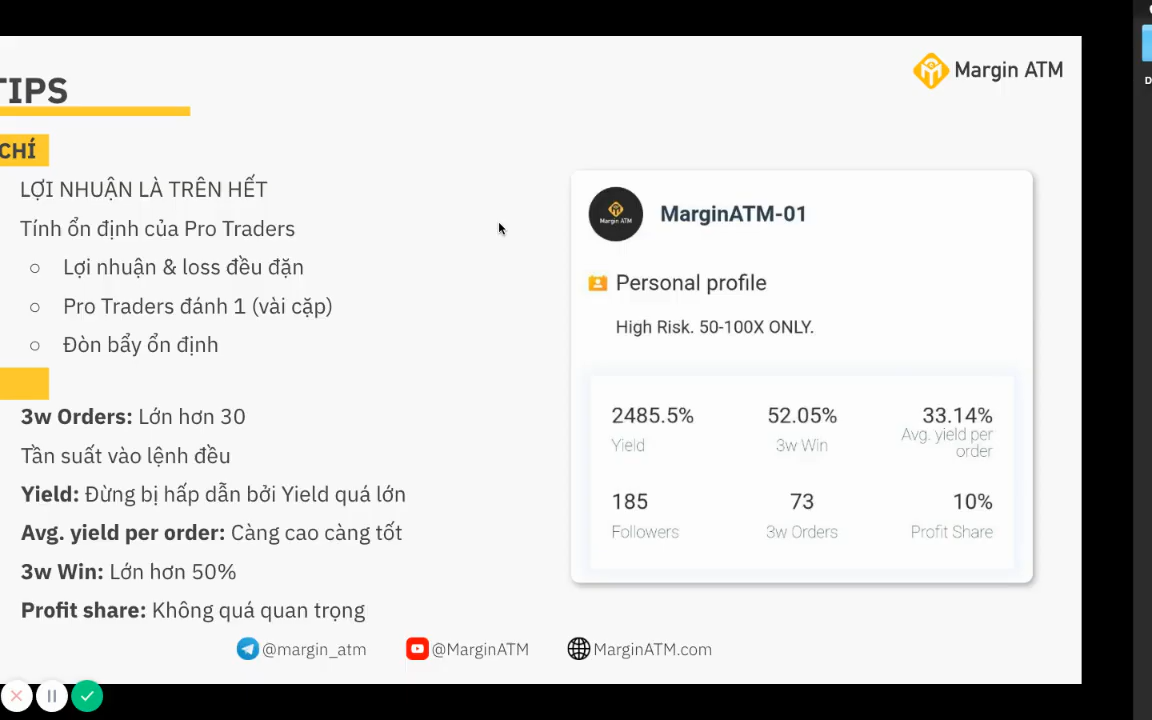 TIPS
Margin ATM
CHÍ
LỢI NHUẬN LÀ TRÊN HẾT
Tính ổn định của Pro Traders
○ Lợi nhuận & loss đều đặn
○ Pro Traders đánh 1 (vài cặp)
○ Đòn bẩy ổn định
3w Orders: Lớn hơn 30
Tần suất vào lệnh đều
Yield: Đừng bị hấp dẫn bởi Yield quá lớn
Avg. yield per order: Càng cao càng tốt
3w Win: Lớn hơn 50%
Profit share: Không quá quan trọng
Margin ATM
MarginATM-01
Personal profile
High Risk. 50-100X ONLY.
2485.5% 52.05% 33.14%
Yield 3w Win Avg. yield per
order
185 73 10%
Followers 3w Orders Profit Share
@margin_atm @MarginATM MarginATM.com
D